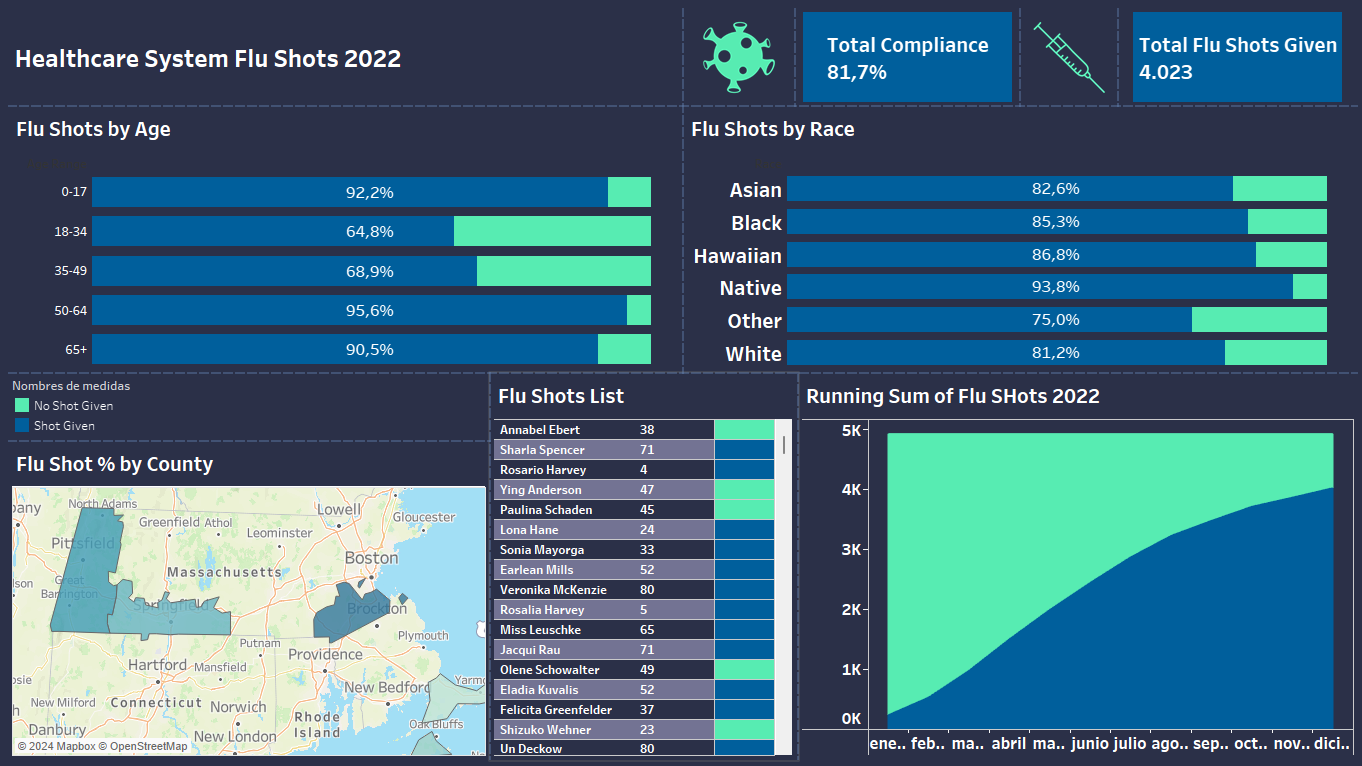 Healthcare System Flu Shots 2022
Total Compliance
81,7%
Total Flu Shots Given
4.023
Flu Shots by Age
0-17 92,2%
18-34 64,8%
35-49 68,9%
50-64 95,6%
65+ 90,5%
Flu Shots by Race
Asian 82,6%
Black 85,3%
Hawaiian 86,8%
Native 93,8%
Other 75,0%
White 81,2%
Nombres de medidas
No Shot Given
Shot Given
Flu Shot % by County
bany
North Adams
Greenfield Athol
Lowell
Gloucester
Leominster
Pittsfield
Boston
Massachusetts
lson
Great
Barrington
Springfield
Brockton
Plymouth
Putnam
Hartford
Mansfield
Providence
psie
New Milford
Connecticut
Norwich
New Bedford
Yarmo
h
Danbury
New London
Rhode
Island
Oak Bluffs
© 2024 Mapbox © OpenStreetMap
Flu Shots List
Annabel Ebert 38
Sharla Spencer 71
Rosario Harvey 4
Ying Anderson 47
Paulina Schaden 45
Lona Hane 24
Sonia Mayorga 33
Earlean Mills 52
Veronika McKenzie 80
Rosalia Harvey 5
Miss Leuschke 65
Jacqui Rau 71
Olene Schowalter 49
Eladia Kuvalis 52
Felicita Greenfelder 37
Shizuko Wehner 23
Un Deckow 80
Running Sum of Flu SHots 2022
5K
4K
3K
2K
1K
0K
ene.. feb.. ma.. abril ma.. junio julio ago.. sep.. oct.. nov.. dici..